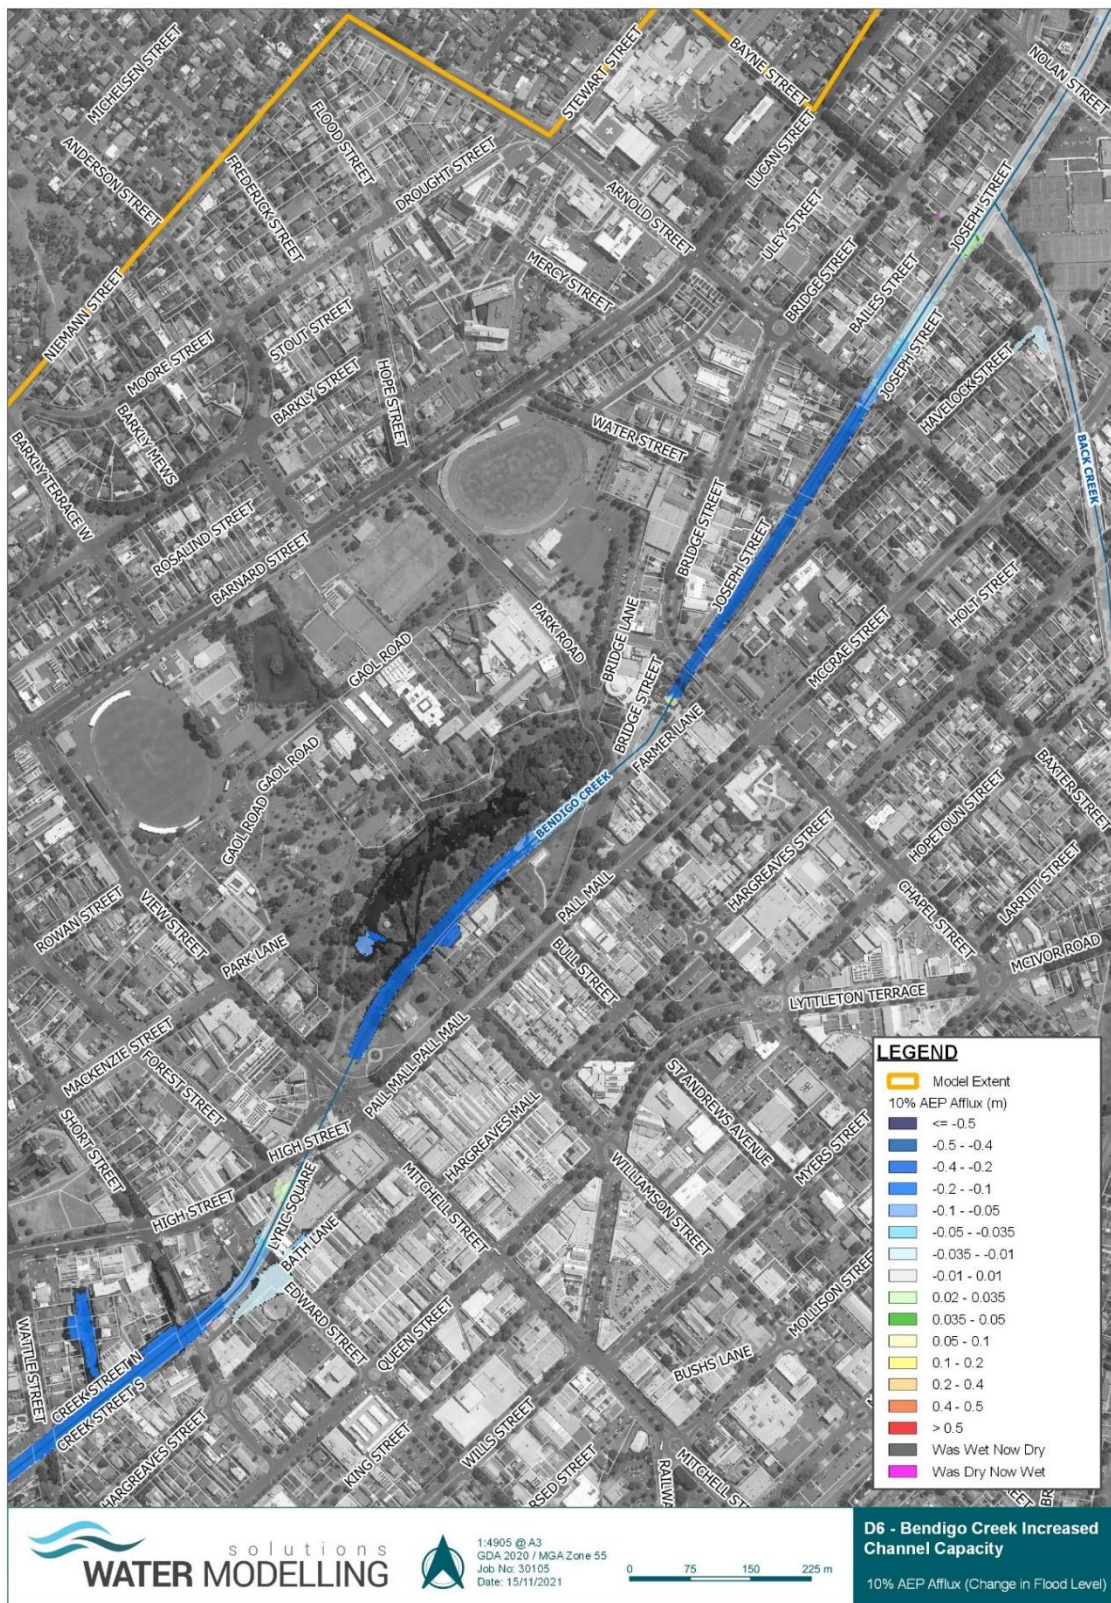 MICHELSEN STREET
STEWART STREET
BAYNE STREET
NOLAN STREET
FLOOD STREET
ANDERSON STREET
FREDERICK STREET
DROUGHT STREET
LUCAN STREET
ARNOLD STREET
ULEY STREET
JOSEPH STREET
MERCY STREET
BRIDGE STREET
BAILES STREET
NIEMANN STREET
MOORE STREET
STOUT STREET
HOPE STREET
BARKLY STREET
JOSEPH STREET
HAVELOCK STREET
BARKLY MEWS
WATER STREET
BACK CREEK
BARKLY TERRACE W
ROSALIND STREET
BARNARD STREET
BRIDGE STREET
JOSEPH STREET
HOLT STREET
PARK ROAD
BRIDGE LANE
MCCRAE STREET
GAOL ROAD
BRIDGE STREET
FARMER LANE
GAOL ROAD
GAOL ROAD
BENDIGO CREEK
BAXTER STREET
HOPETOUN STREET
HARGREAVES STREET
LARRITT STREET
ROWAN STREET
VIEW STREET
PALL MALL
CHAPEL STREET
PARK LANE
BULL STREET
MCIVOR ROAD
LYTTLETON TERRACE
MACKENZIE STREET
FOREST STREET
PALL MALL
PALL MALL
ST ANDREWS AVENUE
SHORT STREET
HIGH STREET
HARGREAVES MALL
MYERS STREET
MITCHELL STREET
WILLIAMSON STREET
HIGH STREET
LYRIC SQUARE
BATH LANE
EDWARD STREET
MOLLISON STREE
WATTLE STREET
QUEEN STREET
BUSHS LANE
CREEK STREET N
CREEK STREET S
HARGREAVES STREET
KING STREET
WILLS STREET
RSED STREET
RAILW
MITCHELL ST
LEGEND
Model Extent
10% AEP Afflux (m)
<= -0.5
-0.5 - -0.4
-0.4 - -0.2
-0.2 - -0.1
-0.1 - -0.05
-0.05 - -0.035
-0.035 - -0.01
-0.01 - 0.01
0.02 - 0.035
0.035 - 0.05
0.05 - 0.1
0.1 - 0.2
0.2 - 0.4
0.4 - 0.5
> 0.5
Was Wet Now Dry
Was Dry Now Wet
solutions
WATER MODELLING
1:4905 @ A3
GDA 2020 / MGA Zone 55
Job No: 30105
Date: 15/11/2021
0 75 150 225 m
D6 - Bendigo Creek Increased
Channel Capacity
10% AEP Afflux (Change in Flood Level)